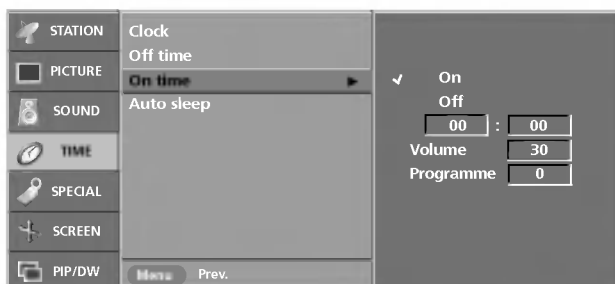 STATION
PICTURE
SOUND
TIME
SPECIAL
SCREEN
PIP/DW
Clock
Off time
On time
Auto sleep
Menu Prev.
On
Off
00 : 00
Volume 30
Programme 0